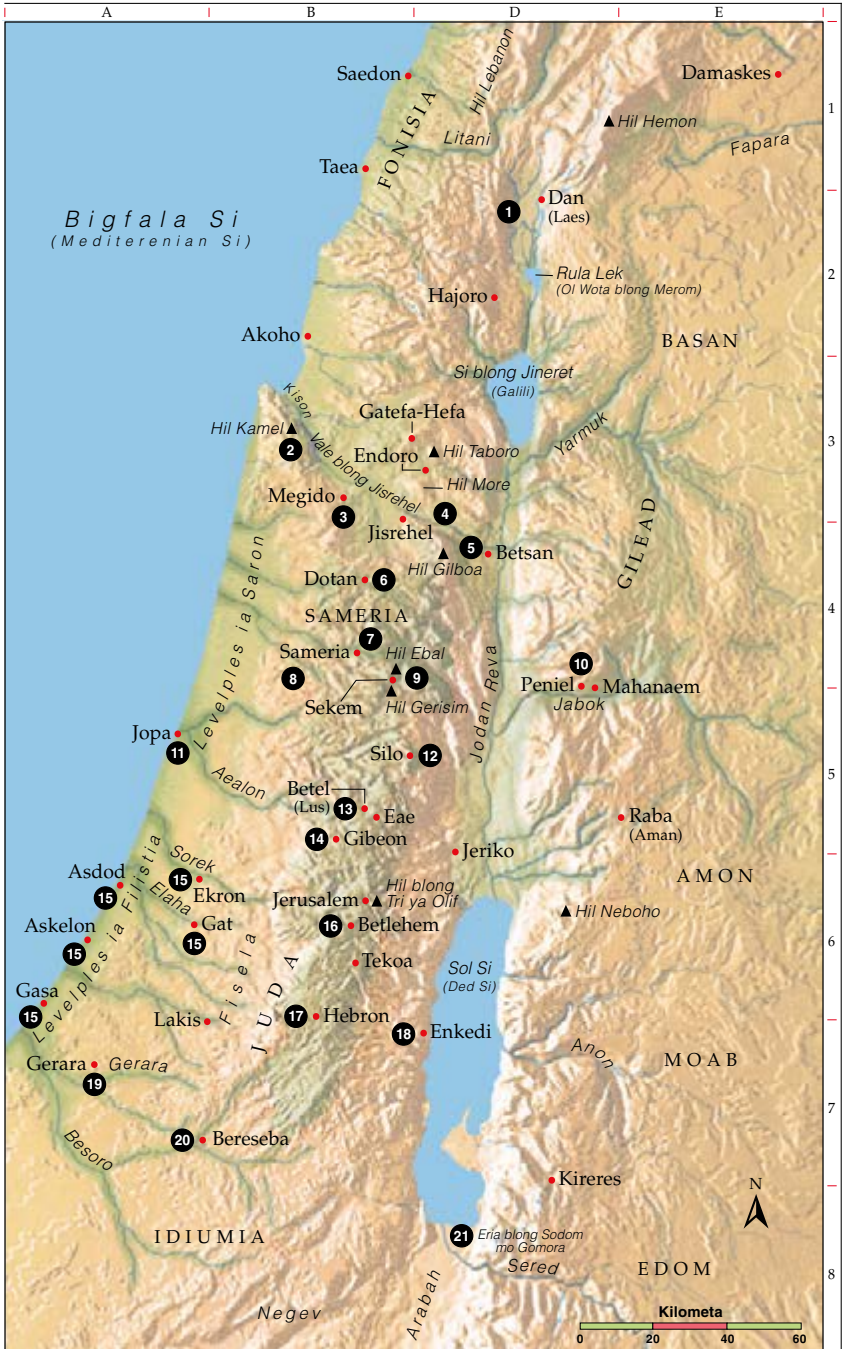 A
B
D
E
Saedon
Hil Lebanon
Damaskes
1
FONISIA
Litani
Hil Hemon
Fapara
Taea
Bigfala Si
(Mediterenian Si)
1
Dan
(Laes)
2
Rula Lek
(Ol Wota blong Merom)
Hajoro
Akoho
BASAN
Si blong Jineret
(Galili)
Kison
Gatefa-Hefa
Hil Kamel
2
Vale blong Jisrehel
Hil Taboro
Yarmuk
3
Endoro
Hil More
Megido
3
4
Jisrehel
5
Betsan
Hil Gilboa
GILEAD
Dotan
6
4
SAMERIA
7
Levelples ia Saron
Sameria
Hil Ebal
8
9
10
Sekem
Hil Gerisim
Peniel
Mahanaem
Jabok
Jodan Reva
Jopa
11
Silo
12
5
Aealon
Betel
(Lus)
13
Eae
Raba
(Aman)
14
Gibeon
Jeriko
Sorek
AMON
Asdod
15
15
Ekron
Elaha
Jerusalem
Hil blong
Tri ya Olif
Hil Neboho
Askelon
15
Gat
15
16
Betlehem
6
Levelples ia Filistia
Fisela
Tekoa
Sol Si
(Ded Si)
Gasa
15
Lakis
JUDA
17
Hebron
18
Enkedi
Anon
MOAB
Gerara
Gerara
19
7
Besoro
20
Bereseba
Kireres
N
IDIUMIA
21
Eria blong Sodom
mo Gomora
Sered
EDOM
8
Arabah
Negev
Kilometa
0
20
40
60